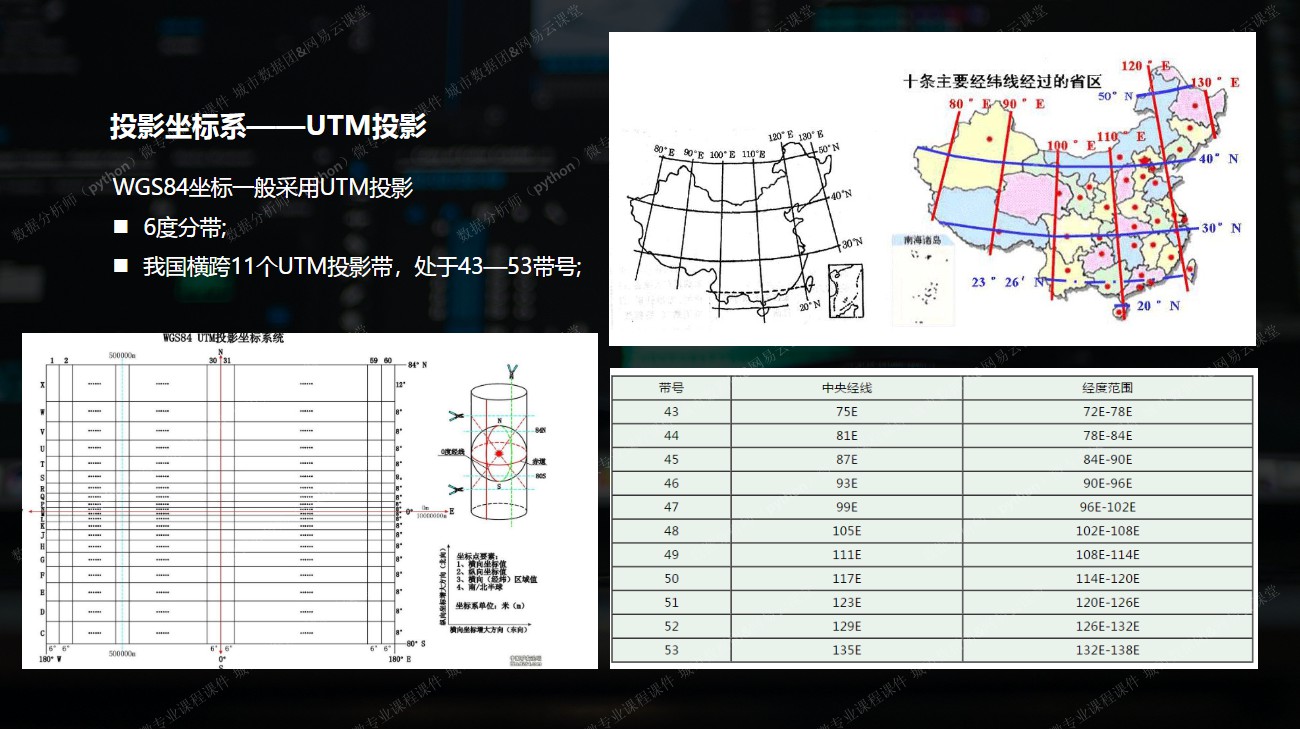 投影坐标系——UTM投影
WGS84坐标一般采用UTM投影
■ 6度分带;
■ 我国横跨11个UTM投影带，处于43—53带号;
80°E 90°E 100°E 110°E 120°E 130°E
50°N
40°N
30°N
20°N
十条主要经纬线经过的省区
120°E
130°E
80°E 90°E
50°N
100°E 110°E
40°N
30°N
南海诸岛
23°26′N
20°N
WGS84 UTM投影坐标系统
500000m
N
1 2 30 31 59 60
84°N
X 12°
W 8°
V 8°
U 8°
T 8°
S 8°
R 8°
Q 8°
0° 0m E
10000000m
K 8°
J 8°
H 8°
G 8°
F 8°
E 8°
D 8°
C 8°
80°S
6° 6° 6° 6° 6° 6°
180°W 500000m 0° 180°E
S
N
84N
0度经线
赤道
80S
S
纵向坐标增大方向（北向）
坐标点要素：
1、横向坐标值
2、纵向坐标值
3、横向（经纬）区域值
4、南/北半球
坐标系单位：米（m）
横向坐标增大方向（东向）
带号 中央经线 经度范围
43 75E 72E-78E
44 81E 78E-84E
45 87E 84E-90E
46 93E 90E-96E
47 99E 96E-102E
48 105E 102E-108E
49 111E 108E-114E
50 117E 114E-120E
51 123E 120E-126E
52 129E 126E-132E
53 135E 132E-138E
数据分析师（python）微专业课程课件 城市数据团&网易云课堂